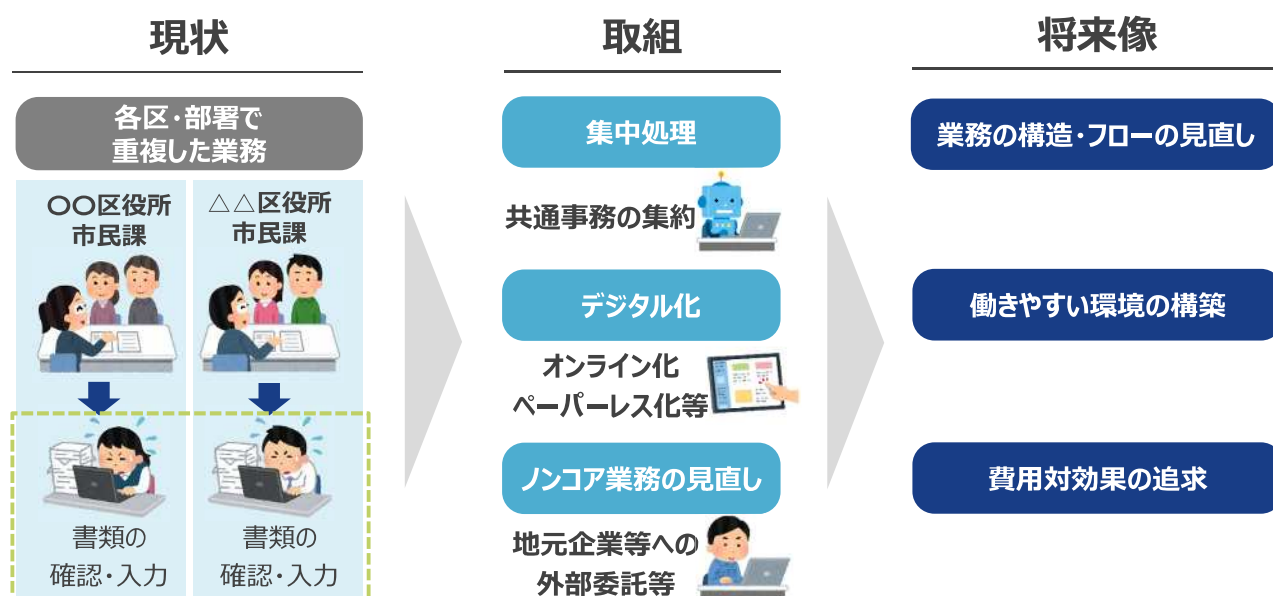 現状
各区・部署で
重複した業務
〇〇区役所
市民課
△△区役所
市民課
書類の
確認・入力
書類の
確認・入力
取組
集中処理
共通事務の集約
デジタル化
オンライン化
ペーパーレス化等
ノンコア業務の見直し
地元企業等への
外部委託等
将来像
業務の構造・フローの見直し
働きやすい環境の構築
費用対効果の追求